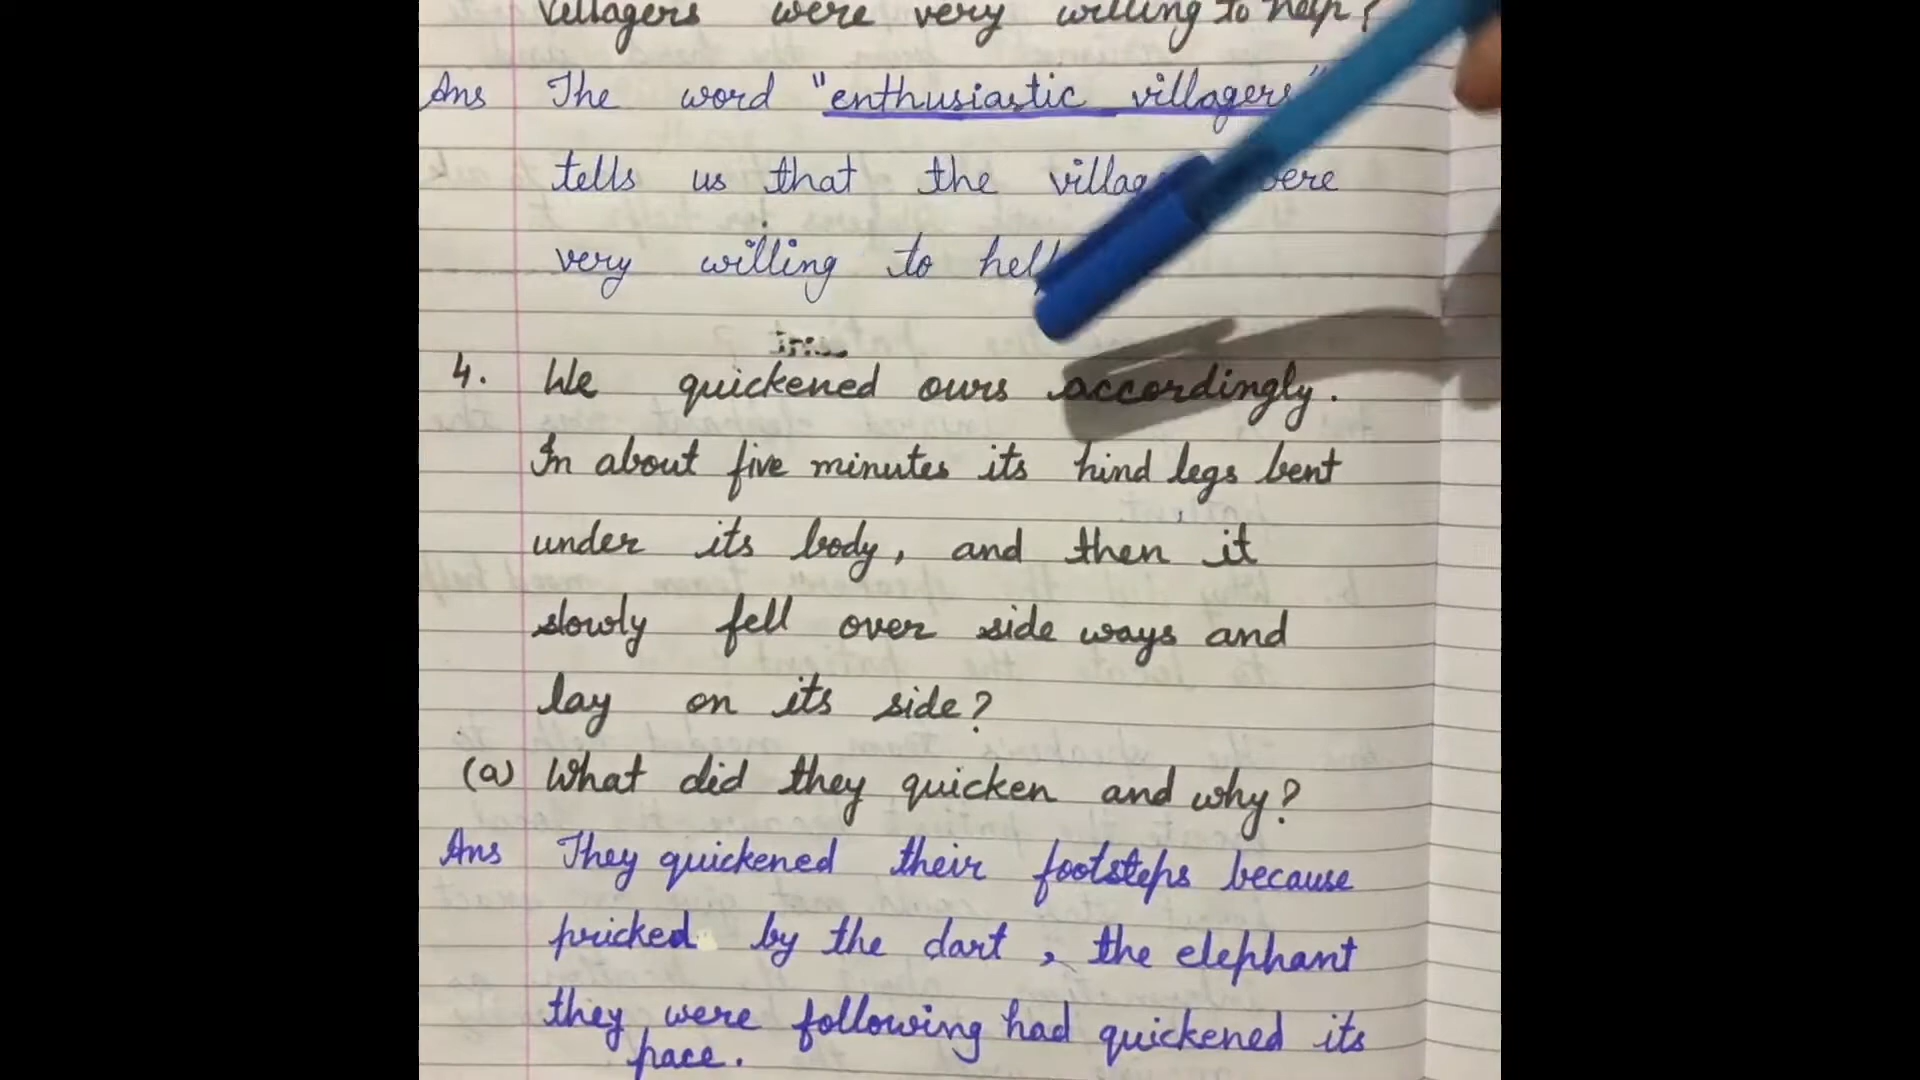 villagers were very willing to help?
Ans The word "enthusiastic villagers"
tells us that the were
very willing to
4. We quickened ours accordingly.
In about five minutes its hind legs bent
under its body, and then it
slowly fell over side ways and
lay on its side?
(a) What did they quicken and why?
Ans They quickened their footsteps because
pricked by the dart, the elephant
they were following had quickened its
pace.